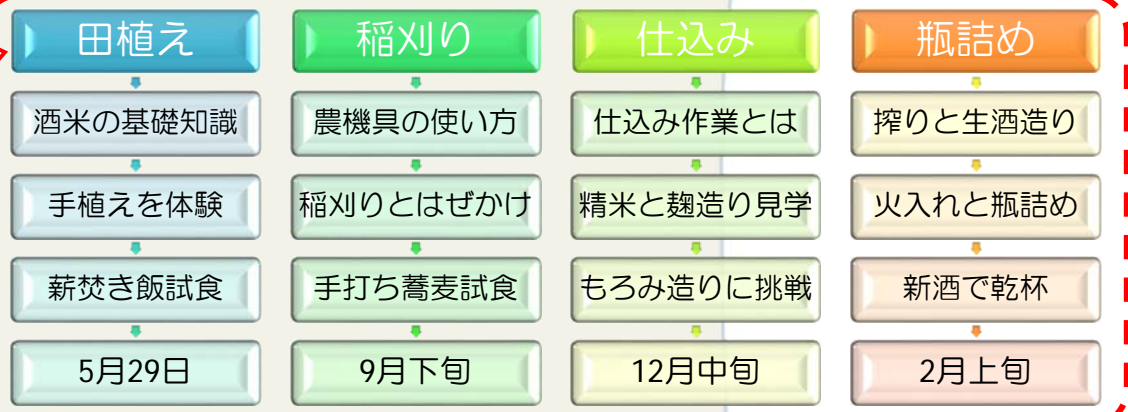 田植え
酒米の基礎知識
手植えを体験
薪焚き飯試食
5月29日
稲刈り
農機具の使い方
稲刈りとはぜかけ
手打ち蕎麦試食
9月下旬
仕込み
仕込み作業とは
精米と麹造り見学
もろみ造りに挑戦
12月中旬
瓶詰め
搾りと生酒造り
火入れと瓶詰め
新酒で乾杯
2月上旬